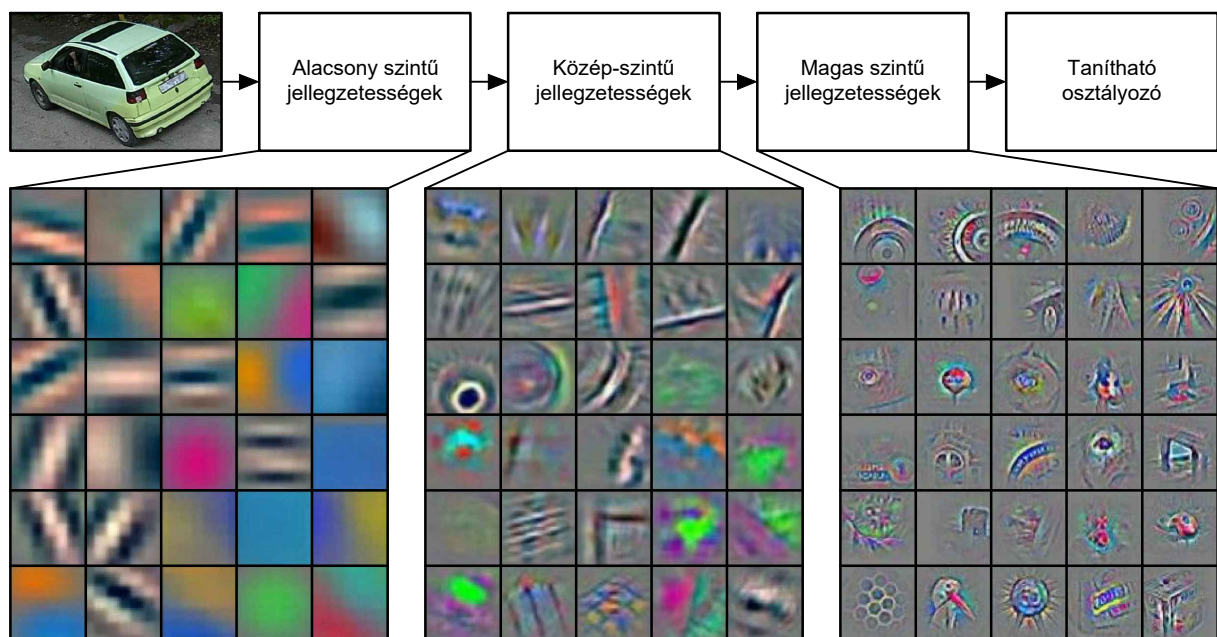 Alacsony szintű
jellegzetességek
Közép-szintű
jellegzetességek
Magas szintű
jellegzetességek
Tanítható
osztályozó